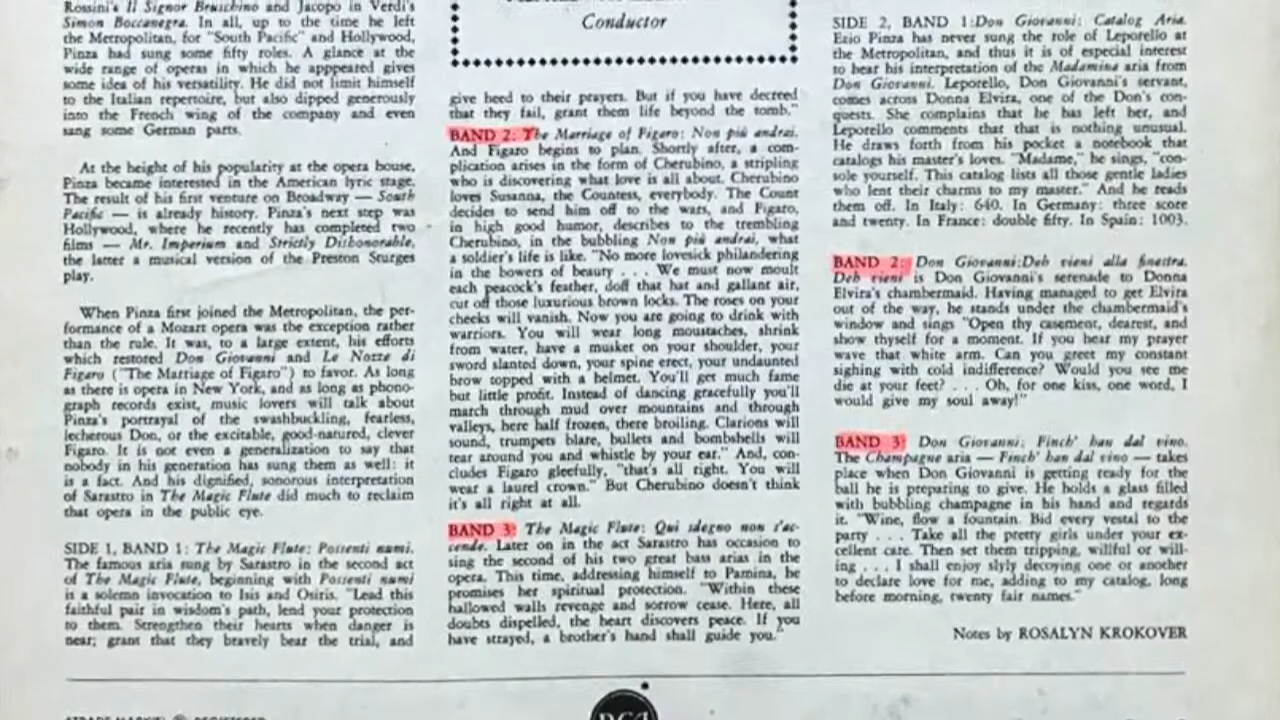 Rossini's Il Signor Bruschino and Jacopo in Verdi's
Simon Boccanegra. In all, up to the time he left
the Metropolitan, for "South Pacific" and Hollywood,
Pinza had sung some fifty roles. A glance at the
wide range of operas in which he apppeared gives
some idea of his versatility. He did not limit himself
to the Italian repertoire, but also dipped generously
into the French wing of the company and even
sang some German parts.
At the height of his popularity at the opera house,
Pinza became interested in the American lyric stage.
The result of his first venture on Broadway — South
Pacific — is already history. Pinza's next step was
Hollywood, where he recently has completed two
films — Mr. Imperium and Strictly Dishonorable,
the latter a musical version of the Preston Sturges
play.
When Pinza first joined the Metropolitan, the per-
formance of a Mozart opera was the exception rather
than the rule. It was, to a large extent, his efforts
which restored Don Giovanni and Le Nozze di
Figaro ("The Marriage of Figaro") to favor. As long
as there is opera in New York, and as long as phono-
graph records exist, music lovers will talk about
Pinza's portrayal of the swashbuckling, fearless,
lecherous Don, or the excitable, good-natured, clever
Figaro. It is not even a generalization to say that
nobody in his generation has sung them as well: it
is a fact. And his dignified, sonorous interpretation
of Sarastro in The Magic Flute did much to reclaim
that opera in the public eye.
SIDE 1, BAND 1: The Magic Flute: Possenti numi.
The famous aria sung by Sarastro in the second act
of The Magic Flute, beginning with Possenti numi
is a solemn invocation to Isis and Osiris. "Lead this
faithful pair in wisdom's path, lend your protection
to them. Strengthen their hearts when danger is
near; grant that they bravely bear the trial, and
Conductor
give heed to their prayers. But if you have decreed
that they fail, grant them life beyond the tomb."
BAND 2: The Marriage of Figaro: Non più andrai.
And Figaro begins to plan. Shortly after, a com-
plication arises in the form of Cherubino, a stripling
who is discovering what love is all about. Cherubino
loves Susanna, the Countess, everybody. The Count
decides to send him off to the wars, and Figaro,
in high good humor, describes to the trembling
Cherubino, in the bubbling Non più andrai, what
a soldier's life is like. "No more lovesick philandering
in the bowers of beauty . . . We must now moult
each peacock's feather, doff that hat and gallant air,
cut off those luxurious brown locks. The roses on your
cheeks will vanish. Now you are going to drink with
warriors. You will wear long moustaches, shrink
from water, have a musket on your shoulder, your
sword slanted down, your spine erect, your undaunted
brow topped with a helmet. You'll get much fame
but little profit. Instead of dancing gracefully you'll
march through mud over mountains and through
valleys, here half frozen, there broiling. Clarions will
sound, trumpets blare, bullets and bombshells will
tear around you and whistle by your ear." And, con-
cludes Figaro gleefully, "that's all right. You will
wear a laurel crown." But Cherubino doesn't think
it's all right at all.
BAND 3: The Magic Flute: Qui sdegno non t'ac-
cende. Later on in the act Sarastro has occasion to
sing the second of his two great bass arias in the
opera. This time, addressing himself to Pamina, he
promises her spiritual protection. "Within these
hallowed walls revenge and sorrow cease. Here, all
doubts dispelled, the heart discovers peace. If you
have strayed, a brother's hand shall guide you."
SIDE 2, BAND 1: Don Giovanni: Catalog Aria.
Ezio Pinza has never sung the role of Leporello at
the Metropolitan, and thus it is of especial interest
to hear his interpretation of the Madamina aria from
Don Giovanni. Leporello, Don Giovanni's servant,
comes across Donna Elvira, one of the Don's con-
quests. She complains that he has left her, and
Leporello comments that that is nothing unusual.
He draws forth from his pocket a notebook that
catalogs his master's loves. "Madame," he sings, "con-
sole yourself. This catalog lists all those gentle ladies
who lent their charms to my master." And he reads
them off. In Italy: 640. In Germany: three score
and twenty. In France: double fifty. In Spain: 1003.
BAND 2: Don Giovanni: Deh vieni alla finestra.
Deh vieni is Don Giovanni's serenade to Donna
Elvira's chambermaid. Having managed to get Elvira
out of the way, he stands under the chambermaid's
window and sings "Open thy casement, dearest, and
show thyself for a moment. If you hear my prayer
wave that white arm. Can you greet my constant
sighing with cold indifference? Would you see me
die at your feet? . . . Oh, for one kiss, one word, I
would give my soul away!"
BAND 3: Don Giovanni: Finch' han dal vino.
The Champagne aria — Finch' han dal vino — takes
place when Don Giovanni is getting ready for the
ball he is preparing to give. He holds a glass filled
with bubbling champagne in his hand and regards
it. "Wine, flow a fountain. Bid every vestal to the
party . . . Take all the pretty girls under your ex-
cellent care. Then set them tripping, willful or will-
ing . . . I shall enjoy slyly decoying one or another
to declare love for me, adding to my catalog, long
before morning, twenty fair names."
Notes by ROSALYN KROKOVER
RCA